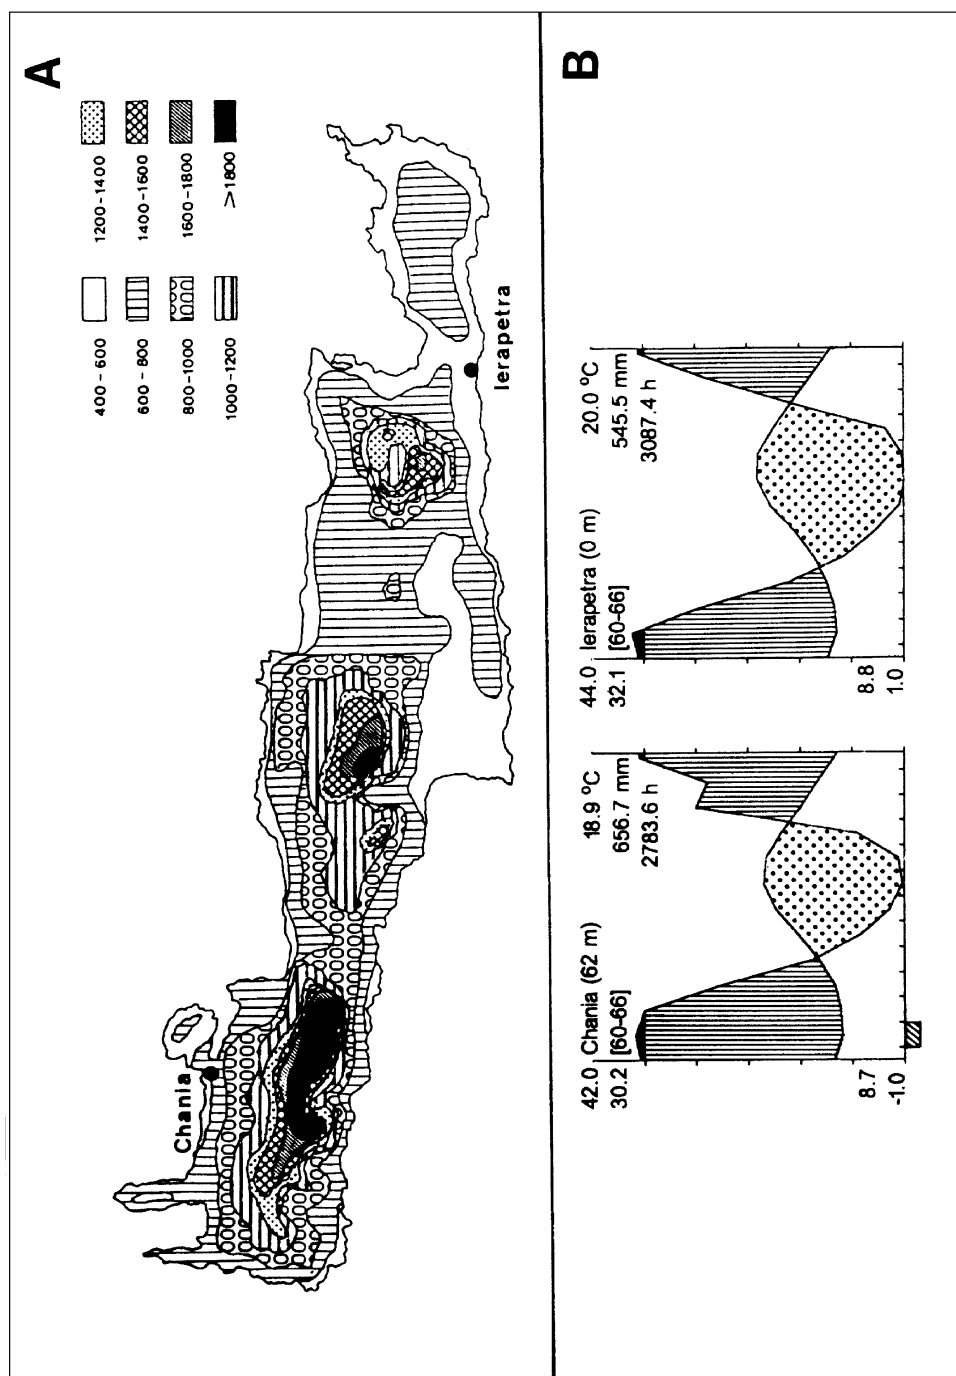 A
400-600
600-800
800-1000
1000-1200
1200-1400
1400-1600
1600-1800
>1800
Chania
Ierapetra
B
42.0 Chania (62 m) 18.9 °C
30.2 [60-66] 656.7 mm
2783.6 h
8.7
-1.0
44.0 Ierapetra (0 m) 20.0 °C
32.1 [60-66] 545.5 mm
3087.4 h
8.8
1.0